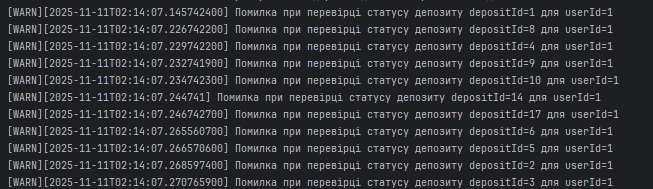 [WARN][2025-11-11T02:14:07.145742400] Помилка при перевірці статусу депозиту depositId=1 для userId=1
[WARN][2025-11-11T02:14:07.226742200] Помилка при перевірці статусу депозиту depositId=8 для userId=1
[WARN][2025-11-11T02:14:07.229742200] Помилка при перевірці статусу депозиту depositId=4 для userId=1
[WARN][2025-11-11T02:14:07.232741900] Помилка при перевірці статусу депозиту depositId=9 для userId=1
[WARN][2025-11-11T02:14:07.234742300] Помилка при перевірці статусу депозиту depositId=10 для userId=1
[WARN][2025-11-11T02:14:07.244741] Помилка при перевірці статусу депозиту depositId=14 для userId=1
[WARN][2025-11-11T02:14:07.246742700] Помилка при перевірці статусу депозиту depositId=17 для userId=1
[WARN][2025-11-11T02:14:07.265560700] Помилка при перевірці статусу депозиту depositId=6 для userId=1
[WARN][2025-11-11T02:14:07.266570600] Помилка при перевірці статусу депозиту depositId=5 для userId=1
[WARN][2025-11-11T02:14:07.268597400] Помилка при перевірці статусу депозиту depositId=2 для userId=1
[WARN][2025-11-11T02:14:07.270765900] Помилка при перевірці статусу депозиту depositId=3 для userId=1